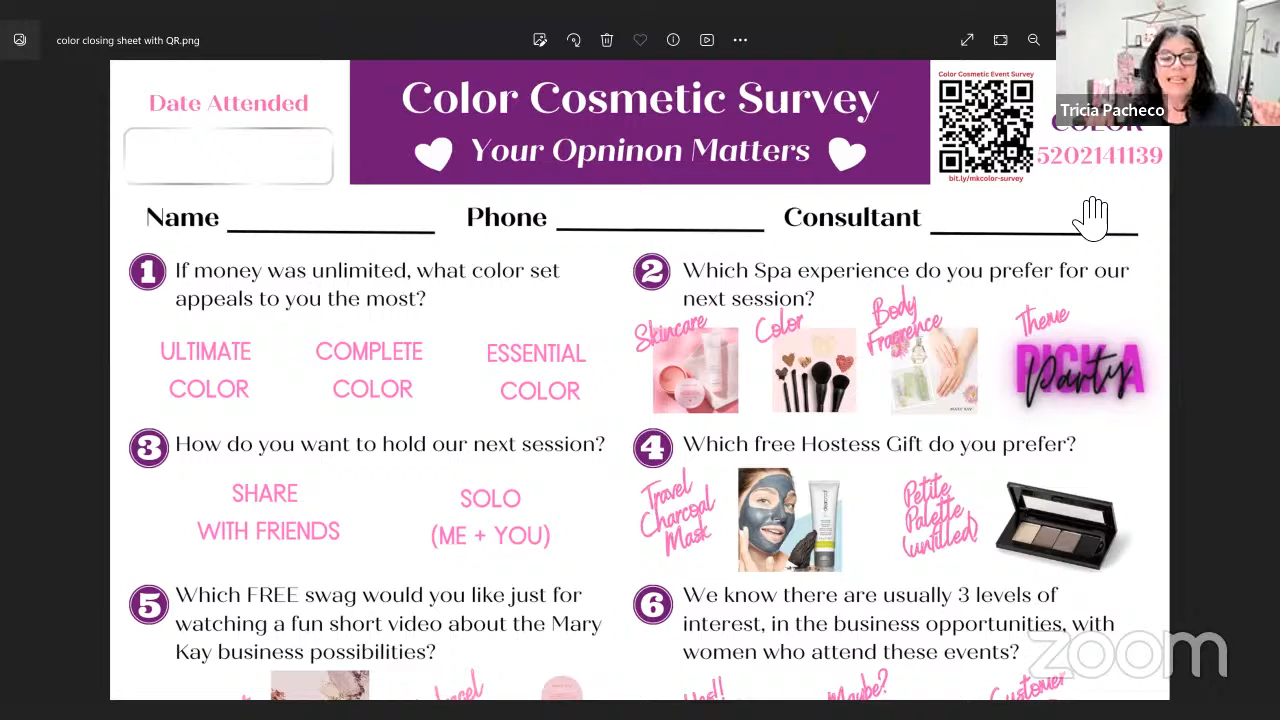 color closing sheet with QR.png
Date Attended
Color Cosmetic Survey
Your Opninon Matters
Color Cosmetic Event Survey
bit.ly/mkcolor-survey
COLOR
5202141139
Tricia Pacheco
Name
Phone
Consultant
1 If money was unlimited, what color set
appeals to you the most?
ULTIMATE
COLOR
COMPLETE
COLOR
ESSENTIAL
COLOR
2 Which Spa experience do you prefer for our
next session?
Skincare
Color
Body
Fragrence
Theme
PICK A
Party
MARY KAY
3 How do you want to hold our next session?
SHARE
WITH FRIENDS
SOLO
(ME + YOU)
4 Which free Hostess Gift do you prefer?
Travel
Charcoal
Mask
Petite
Palette
(unfilled)
5 Which FREE swag would you like just for
watching a fun short video about the Mary
Kay business possibilities?
6 We know there are usually 3 levels of
interest, in the business opportunities, with
women who attend these events?
Yes!!
Maybe?
Customer
zoom